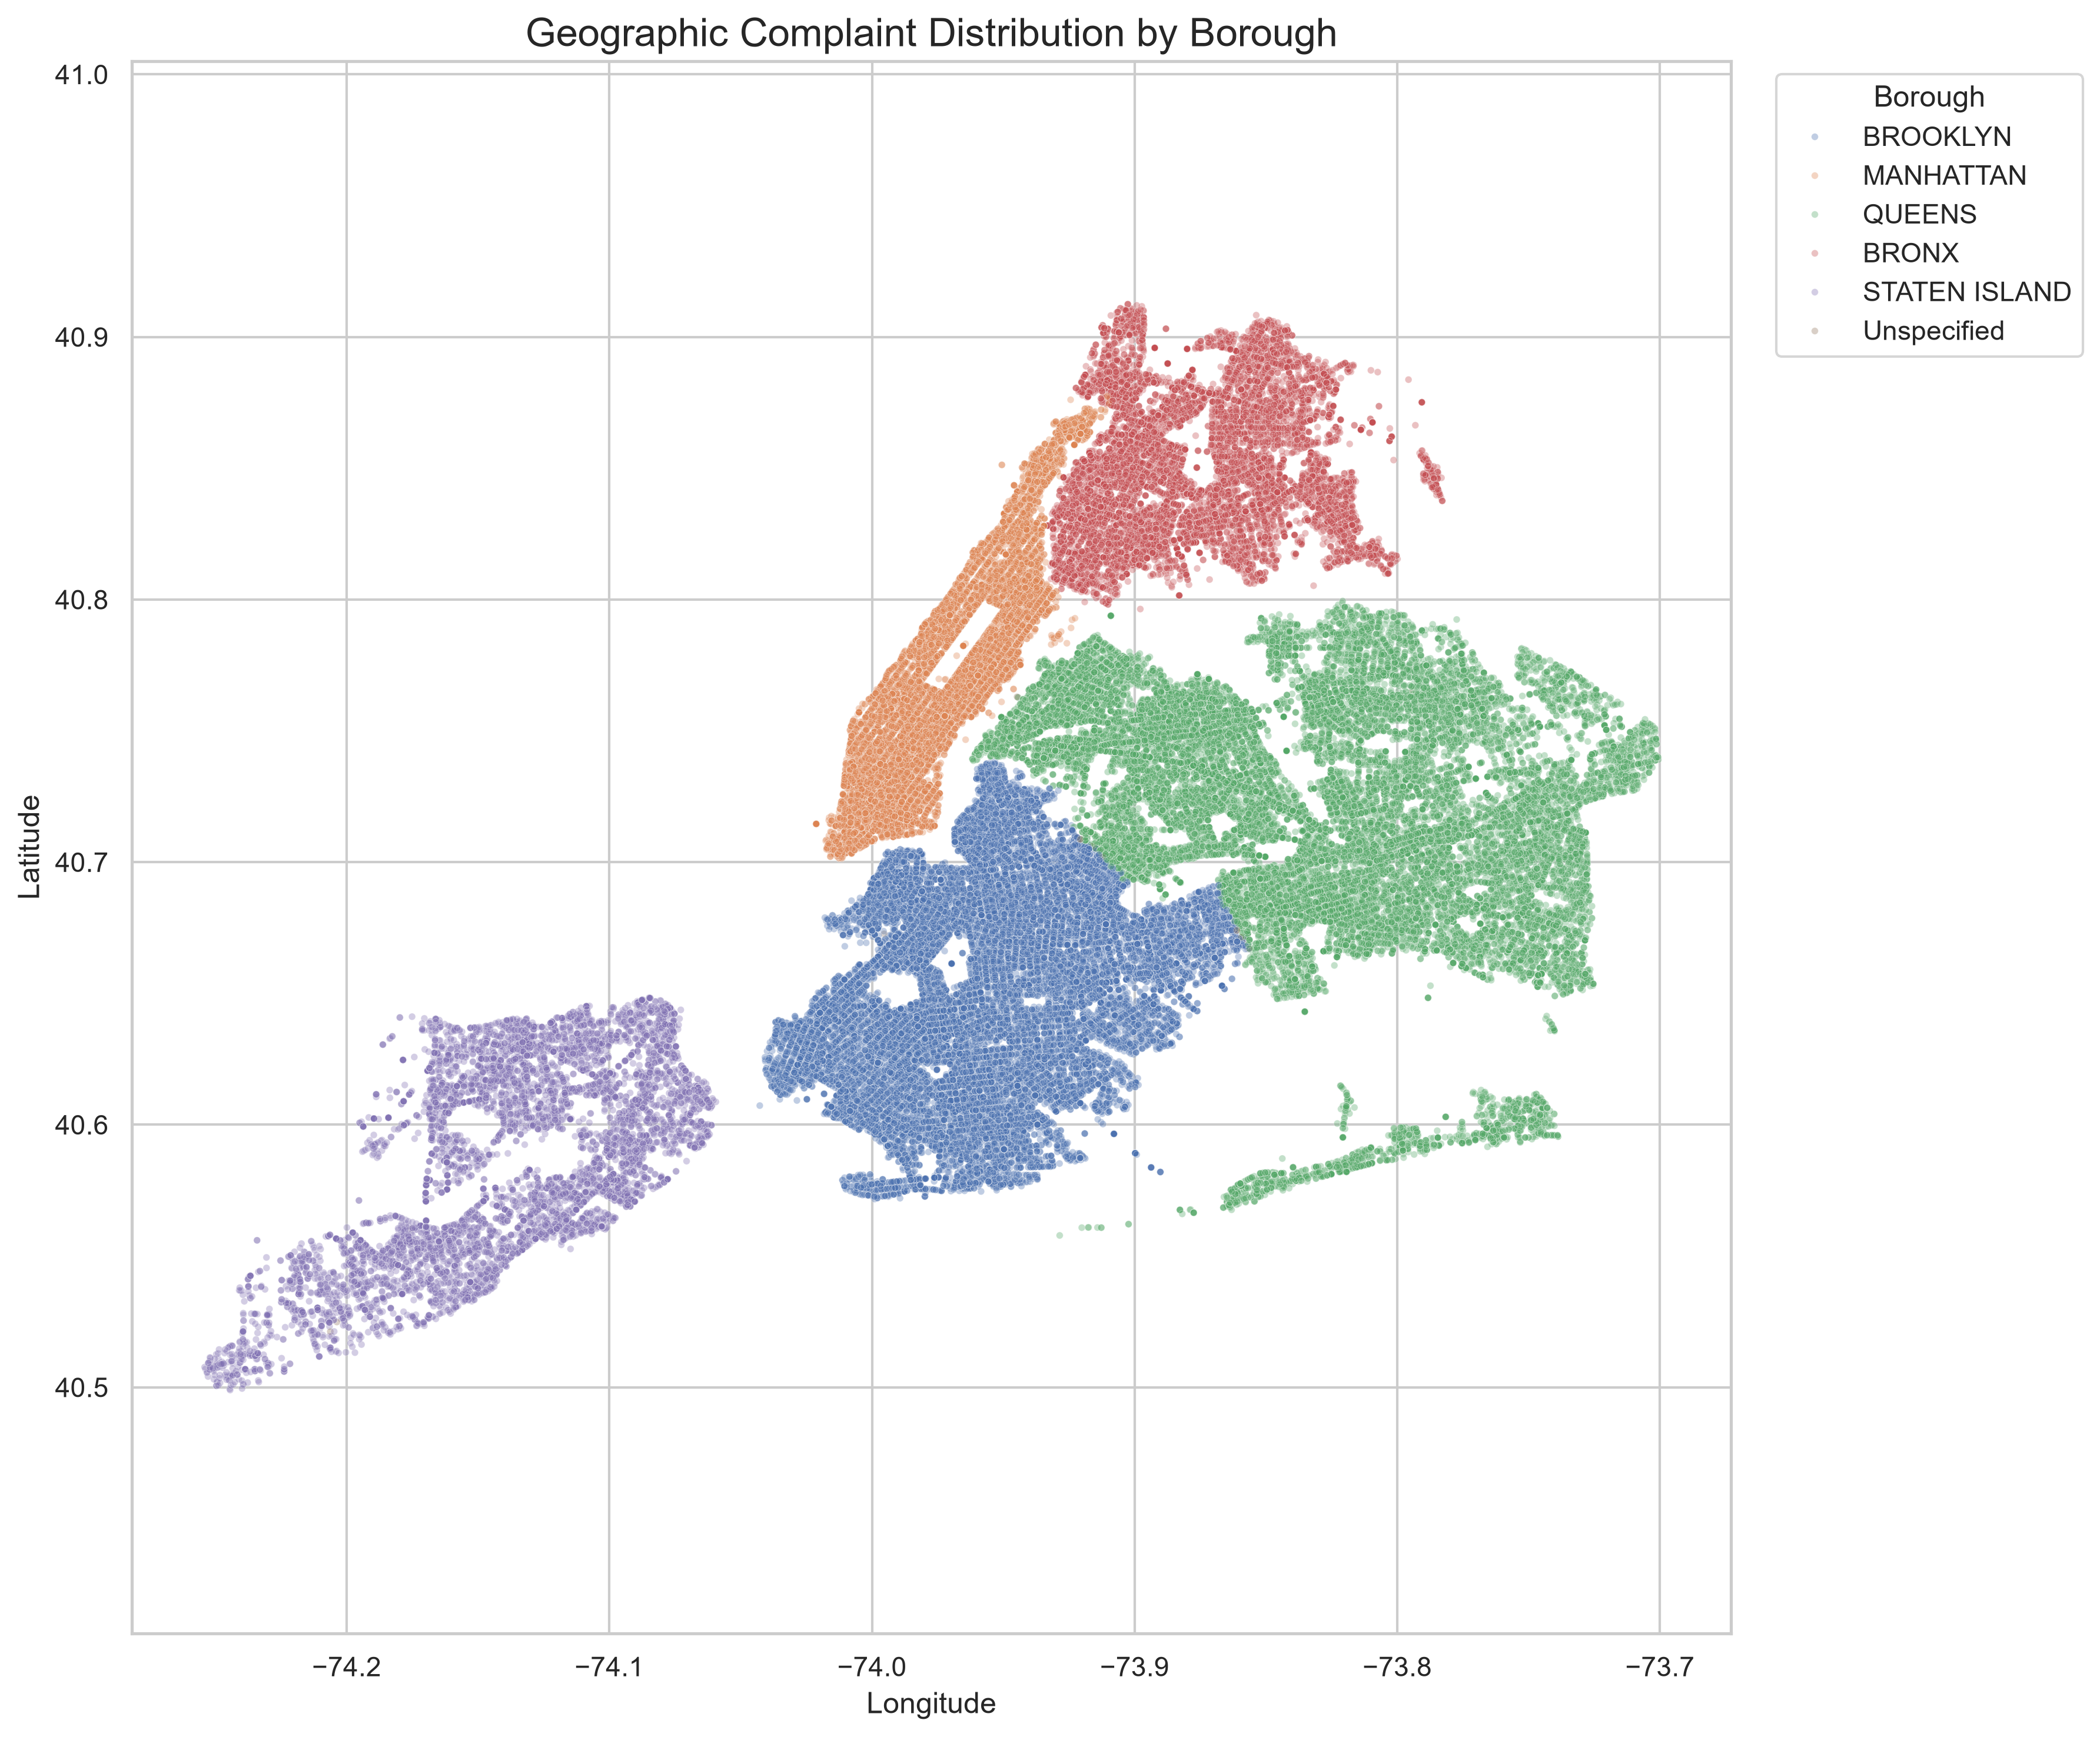 Geographic Complaint Distribution by Borough
41.0
40.9
40.8
40.7
40.6
40.5
Latitude
−74.2
−74.1
−74.0
−73.9
−73.8
−73.7
Longitude
Borough
BROOKLYN
MANHATTAN
QUEENS
BRONX
STATEN ISLAND
Unspecified